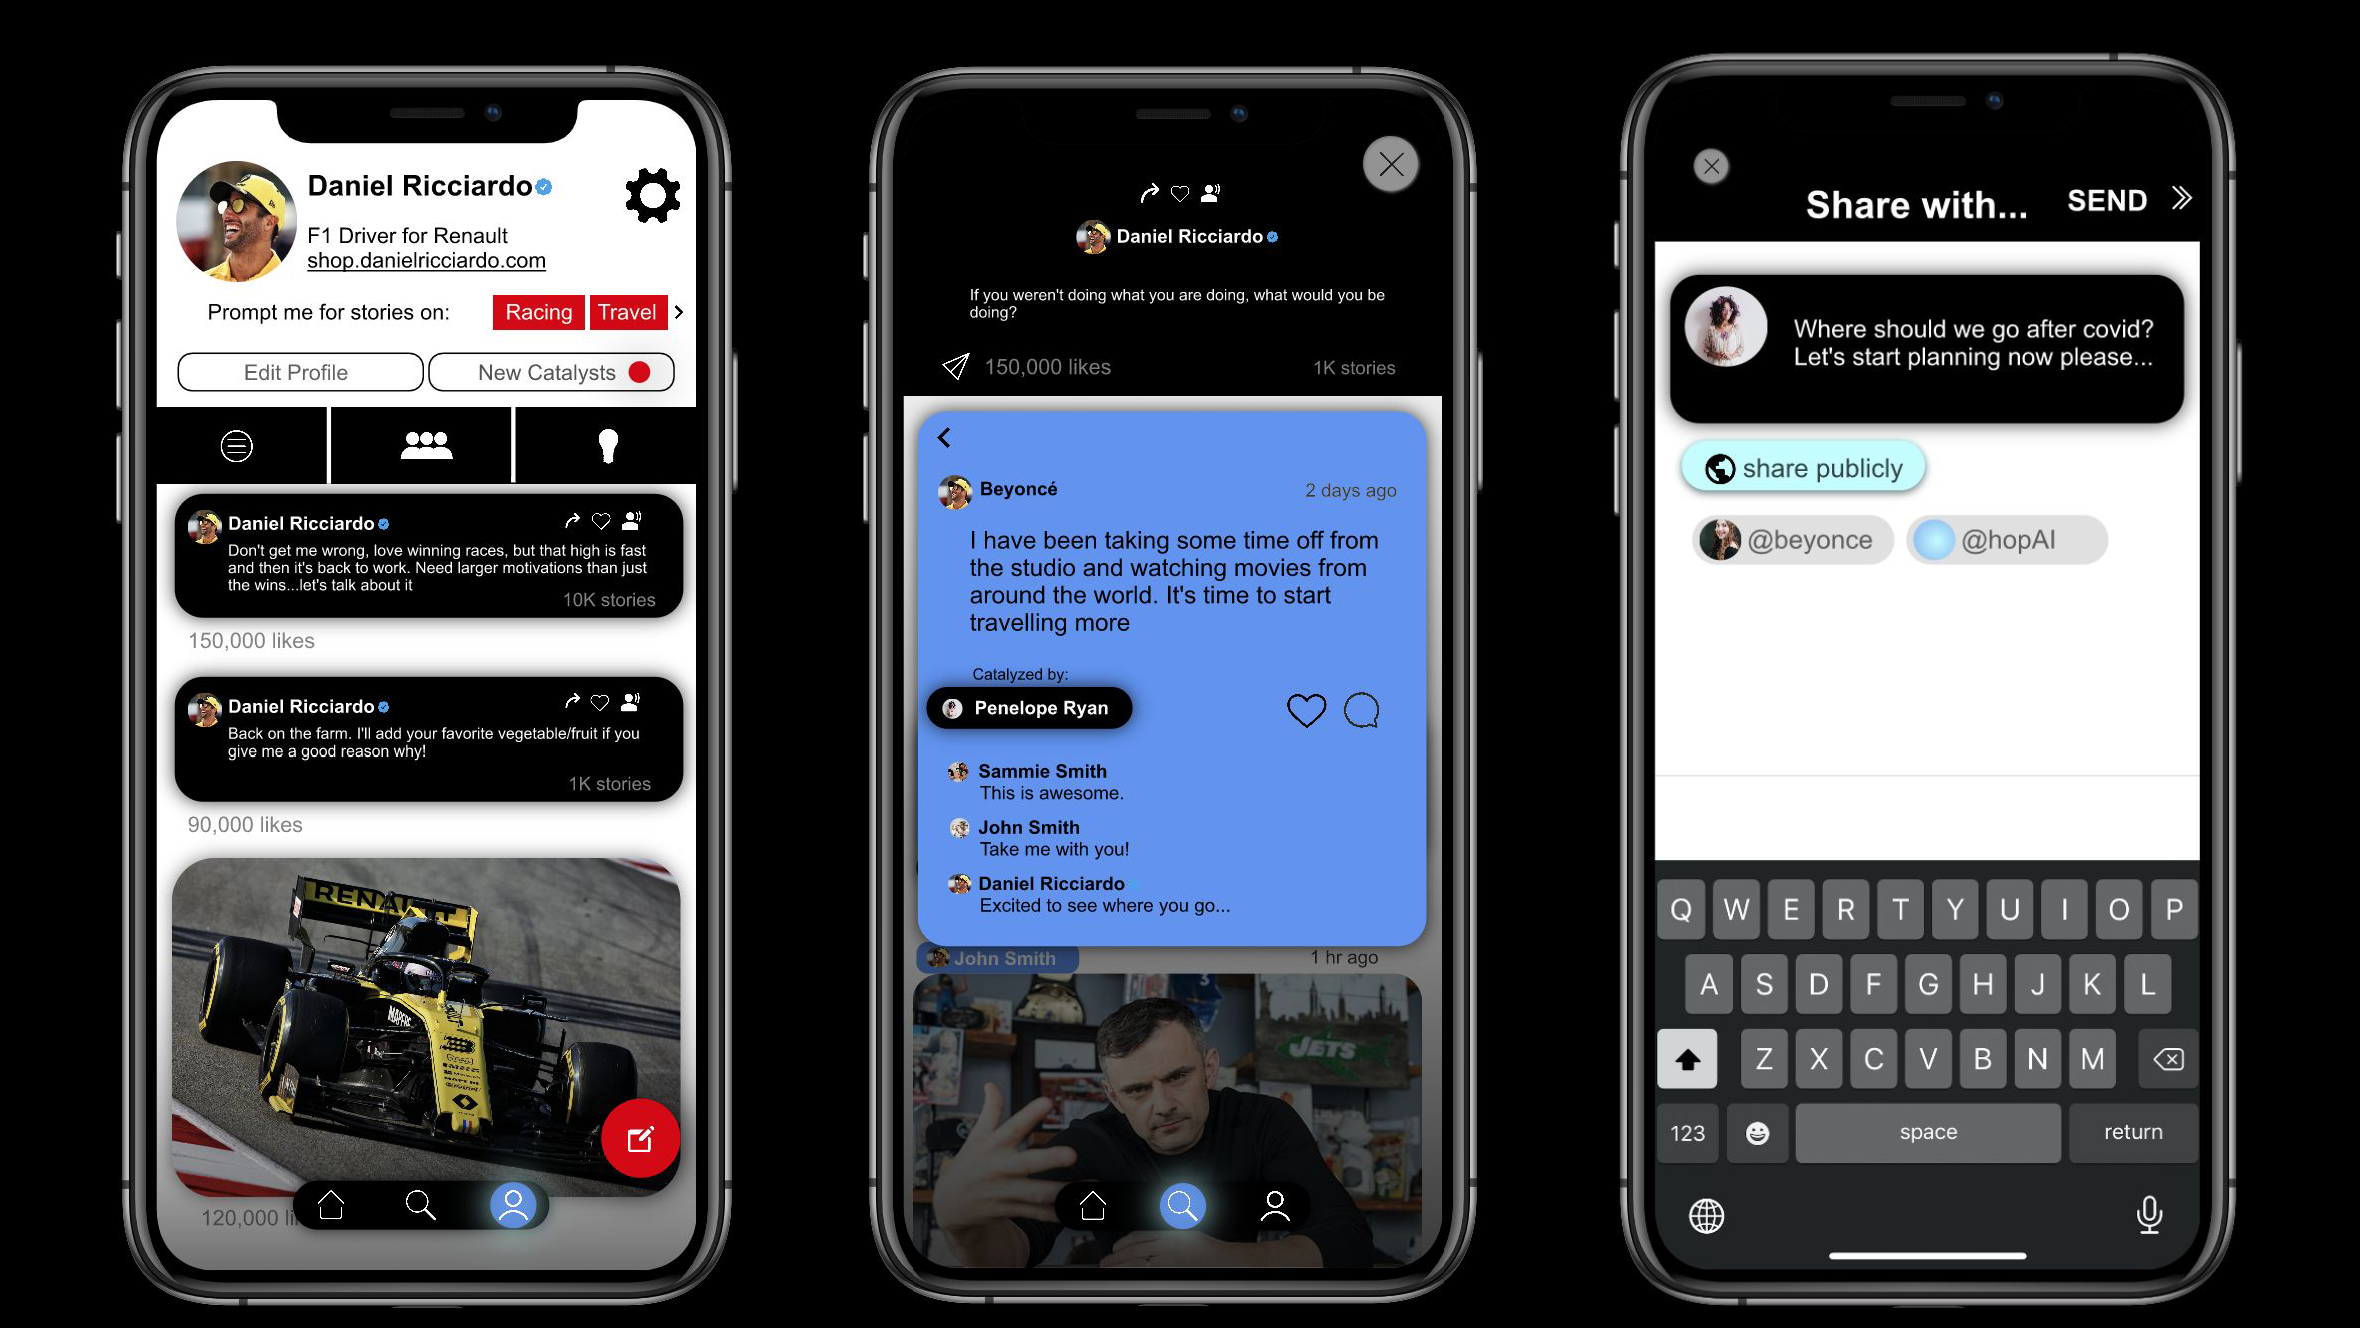 Daniel Ricciardo
F1 Driver for Renault
shop.danielricciardo.com
Prompt me for stories on:
Racing
Travel
Edit Profile
New Catalysts
Daniel Ricciardo
Don't get me wrong, love winning races, but that high is fast
and then it's back to work. Need larger motivations than just
the wins...let's talk about it
10K stories
150,000 likes
Daniel Ricciardo
Back on the farm. I'll add your favorite vegetable/fruit if you
give me a good reason why!
1K stories
90,000 likes
RENAULT
MAPFRE
120,000 li
Daniel Ricciardo
If you weren't doing what you are doing, what would you be
doing?
150,000 likes
1K stories
Beyoncé
2 days ago
I have been taking some time off from
the studio and watching movies from
around the world. It's time to start
travelling more
Catalyzed by:
Penelope Ryan
Sammie Smith
This is awesome.
John Smith
Take me with you!
Daniel Ricciardo
Excited to see where you go...
John Smith
1 hr ago
JETS
Share with...
SEND
Where should we go after covid?
Let's start planning now please...
share publicly
@beyonce
@hopAI
Q W E R T Y U I O P
A S D F G H J K L
Z X C V B N M
123
space
return